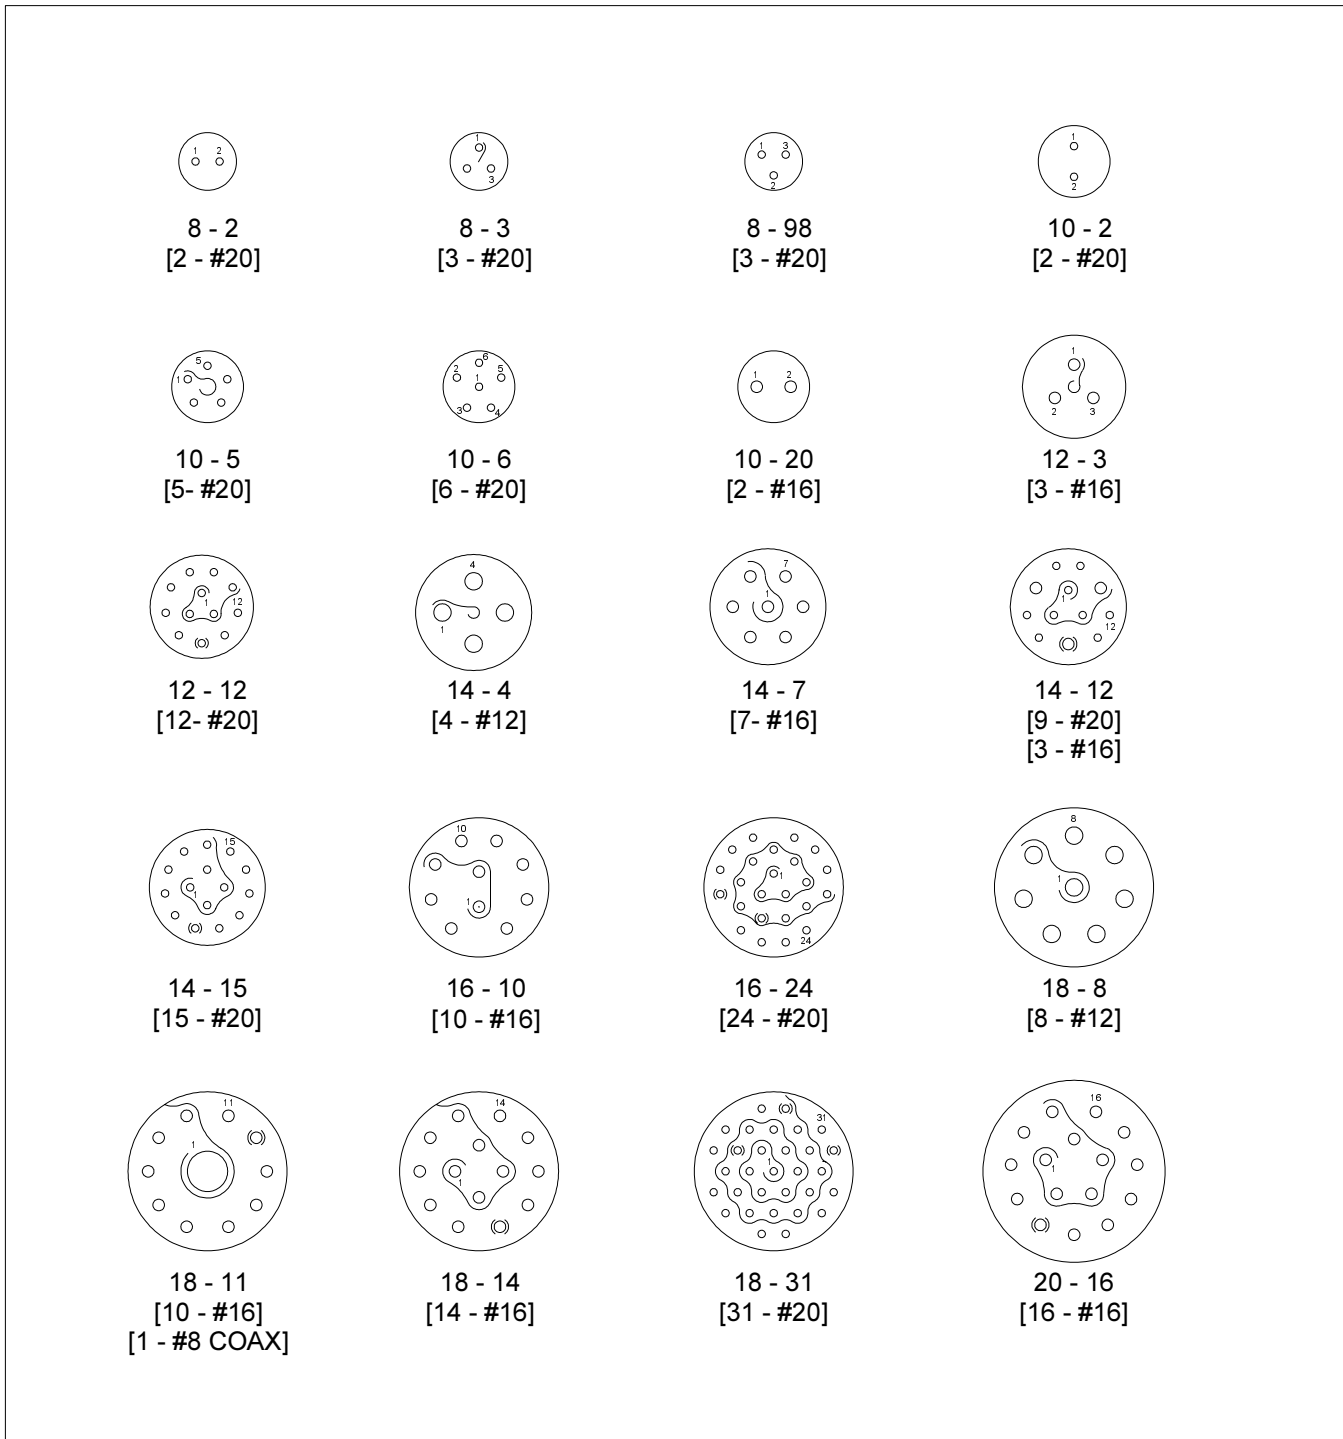 1 2
8 - 2
[2 - #20]
1
3
8 - 3
[3 - #20]
1 3
2
8 - 98
[3 - #20]
1
2
10 - 2
[2 - #20]
5
1
10 - 5
[5- #20]
6
2
1
5
3
4
10 - 6
[6 - #20]
1 2
10 - 20
[2 - #16]
1
2 3
12 - 3
[3 - #16]
1
12
12 - 12
[12- #20]
4
1
14 - 4
[4 - #12]
7
1
14 - 7
[7- #16]
1
12
14 - 12
[9 - #20]
[3 - #16]
15
1
14 - 15
[15 - #20]
10
1
16 - 10
[10 - #16]
1
24
16 - 24
[24 - #20]
8
1
18 - 8
[8 - #12]
11
1
18 - 11
[10 - #16]
[1 - #8 COAX]
14
1
18 - 14
[14 - #16]
31
1
18 - 31
[31 - #20]
16
1
20 - 16
[16 - #16]